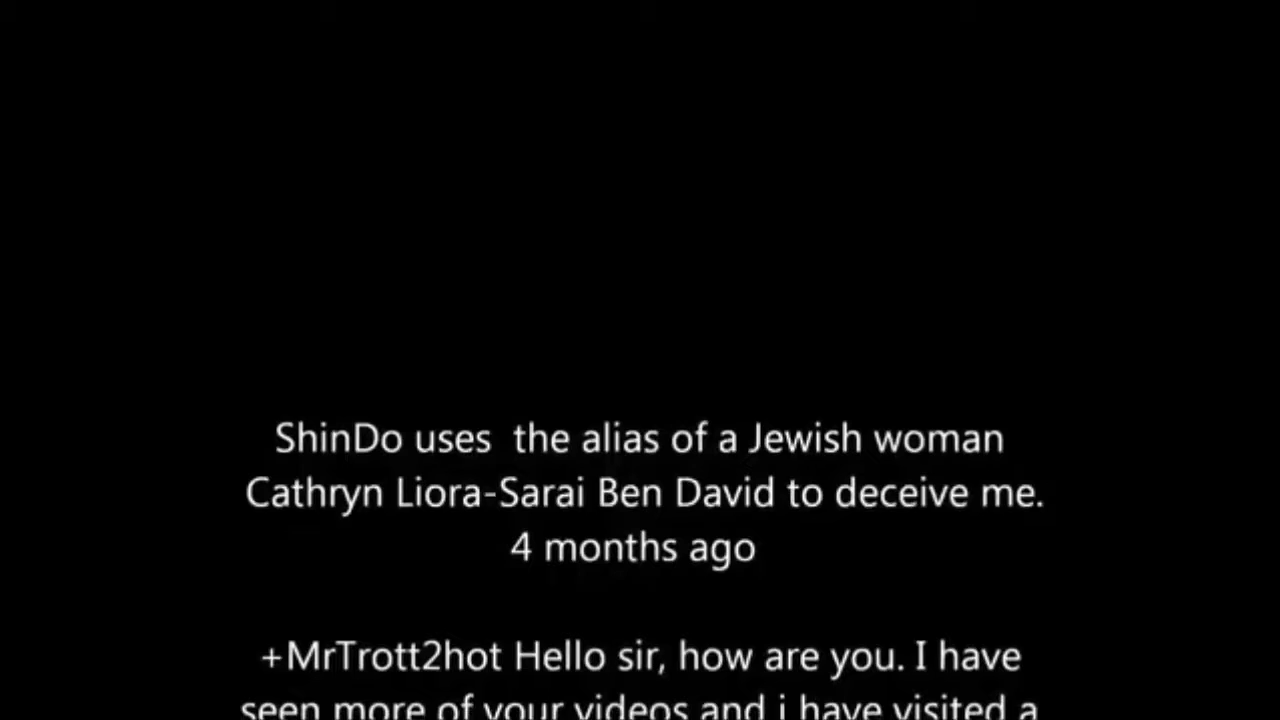 ShinDo uses  the alias of a Jewish woman
Cathryn Liora-Sarai Ben David to deceive me.
4 months ago
+MrTrott2hot Hello sir, how are you. I have
seen more of your videos and i have visited a